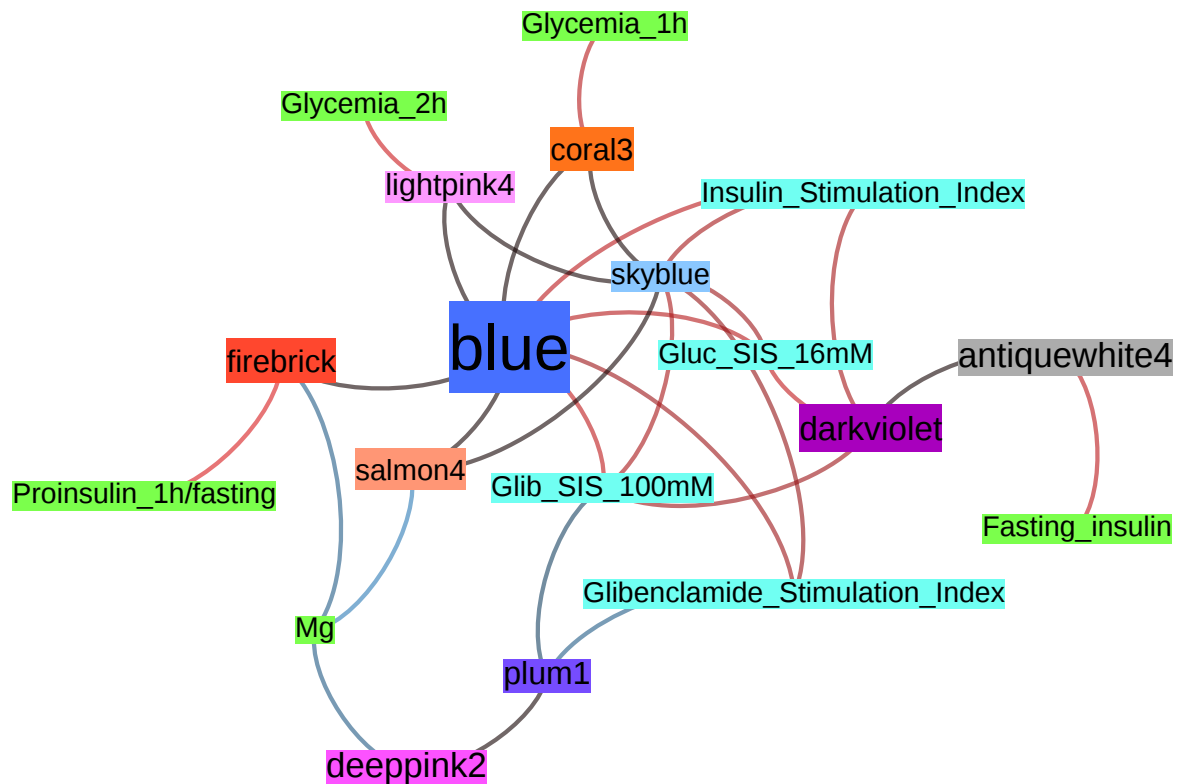 Glycemia_1h
Glycemia_2h
coral3
lightpink4
Insulin_Stimulation_Index
skyblue
blue
firebrick
Gluc_SIS_16mM
antiquewhite4
darkviolet
salmon4
Glib_SIS_100mM
Proinsulin_1h/fasting
Fasting_insulin
Glibenclamide_Stimulation_Index
Mg
plum1
deeppink2